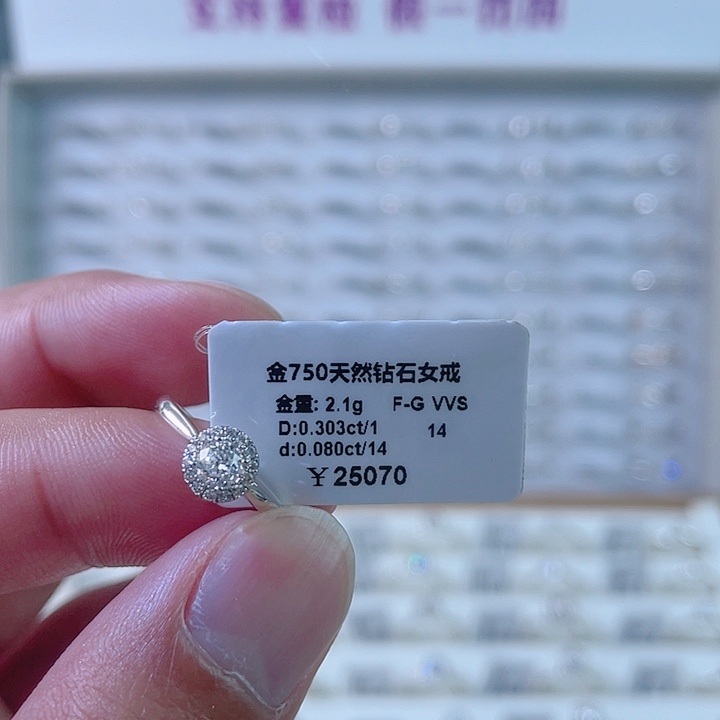 金750天然钻石女戒
金重: 2.1g F-G VVS
D:0.303ct/1 14
d:0.080ct/14
￥25070